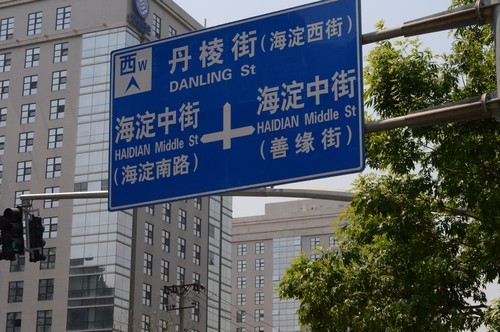 西W
丹棱街(海淀西街)
DANLING St
海淀中街
HAIDIAN Middle St
(海淀南路)
海淀中街
HAIDIAN Middle St
(善缘街)